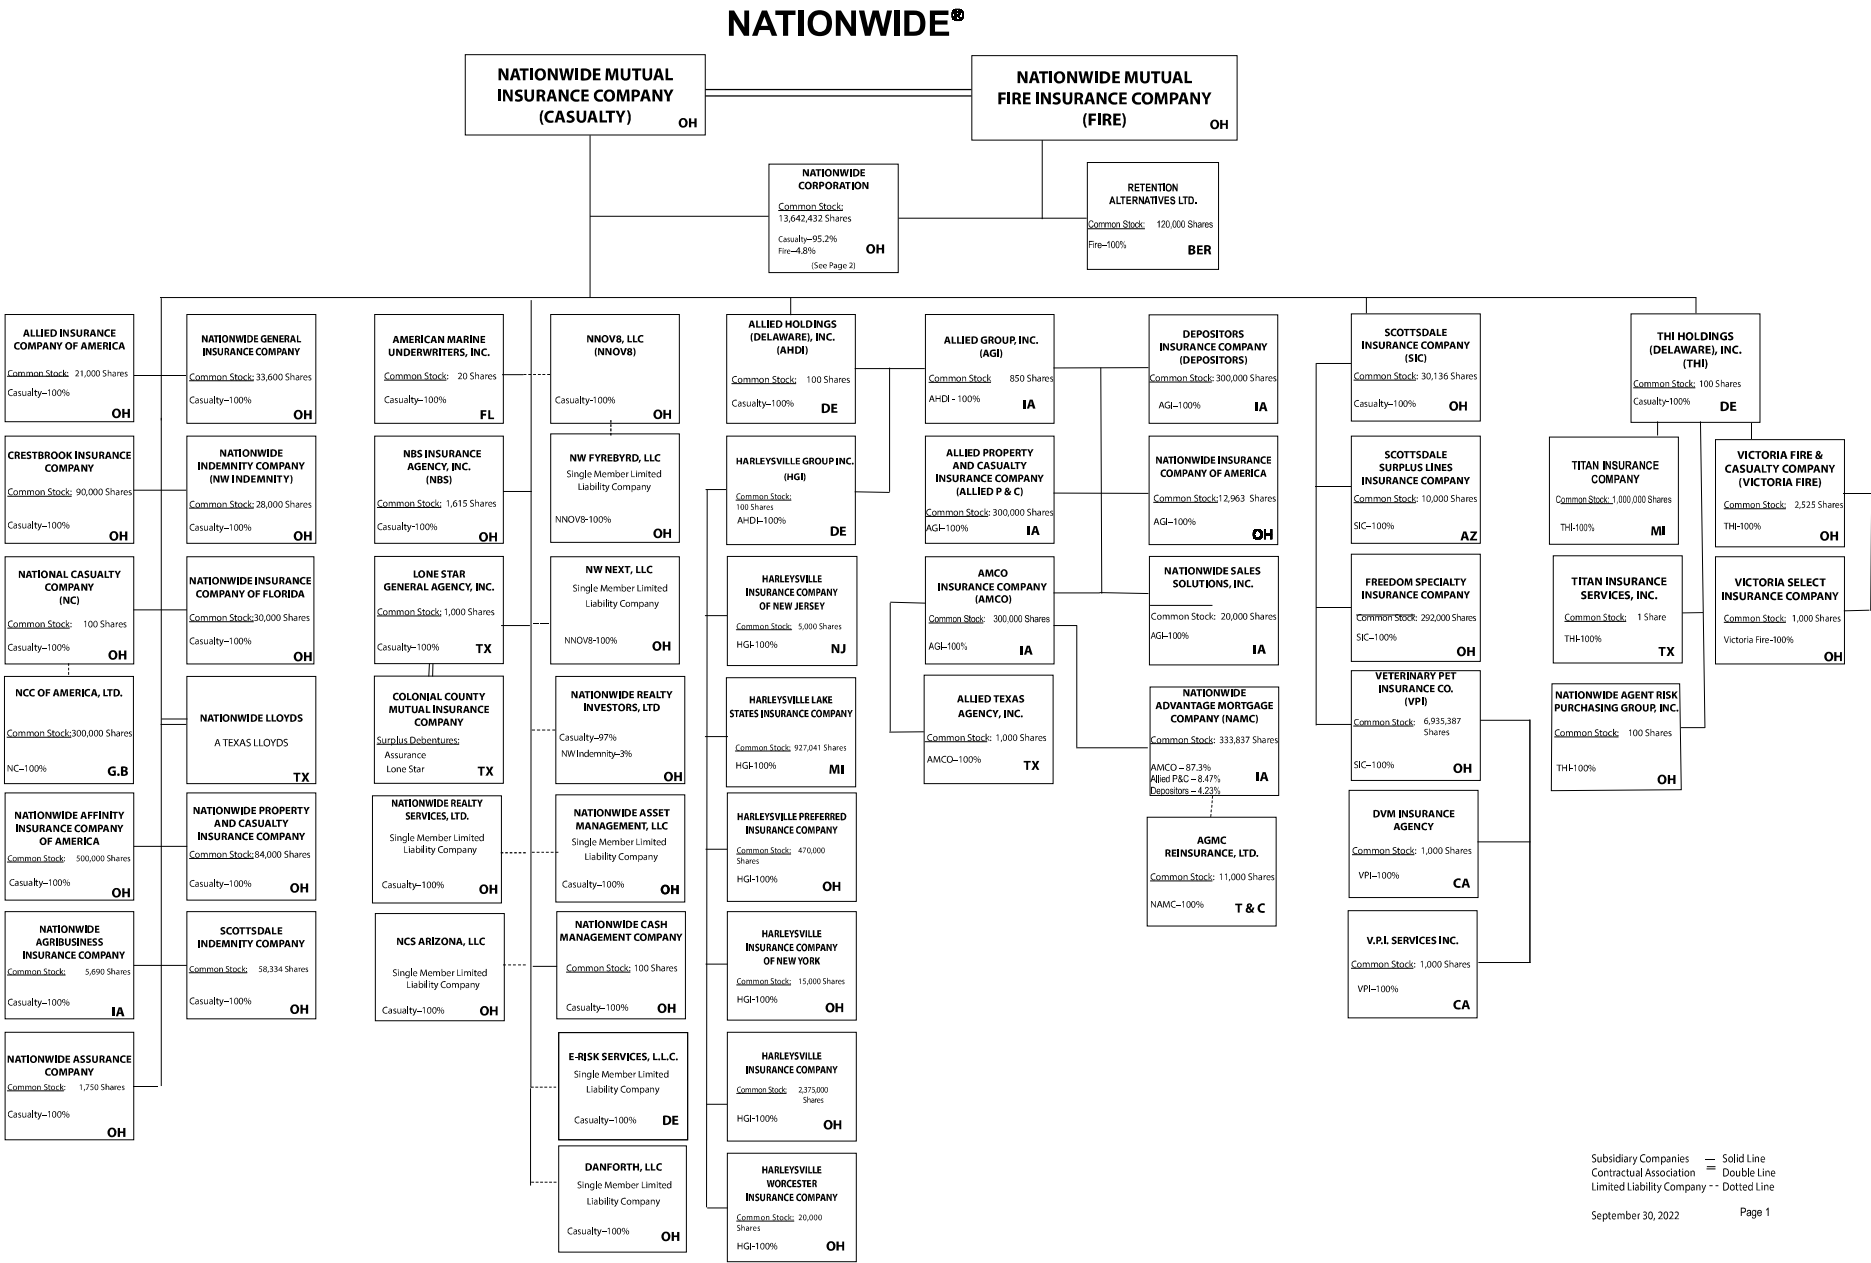 NATIONWIDE®
NATIONWIDE MUTUAL
INSURANCE COMPANY
(CASUALTY)
OH
NATIONWIDE MUTUAL
FIRE INSURANCE COMPANY
(FIRE)
OH
NATIONWIDE
CORPORATION
Common Stock:
13,642,432 Shares
Casualty–95.2%
Fire–4.8%
OH
(See Page 2)
RETENTION
ALTERNATIVES LTD.
Common Stock: 120,000 Shares
Fire–100%
BER
ALLIED INSURANCE
COMPANY OF AMERICA
Common Stock: 21,000 Shares
Casualty–100%
OH
CRESTBROOK INSURANCE
COMPANY
Common Stock: 90,000 Shares
Casualty–100%
OH
NATIONAL CASUALTY
COMPANY
(NC)
Common Stock: 100 Shares
Casualty–100%
OH
NCC OF AMERICA, LTD.
Common Stock:300,000 Shares
NC–100%
G.B
NATIONWIDE AFFINITY
INSURANCE COMPANY
OF AMERICA
Common Stock: 500,000 Shares
Casualty–100%
OH
NATIONWIDE
AGRIBUSINESS
INSURANCE COMPANY
Common Stock: 5,690 Shares
Casualty–100%
IA
NATIONWIDE ASSURANCE
COMPANY
Common Stock: 1,750 Shares
Casualty–100%
OH
NATIONWIDE GENERAL
INSURANCE COMPANY
Common Stock: 33,600 Shares
Casualty–100%
OH
NATIONWIDE
INDEMNITY COMPANY
(NW INDEMNITY)
Common Stock: 28,000 Shares
Casualty–100%
OH
NATIONWIDE INSURANCE
COMPANY OF FLORIDA
Common Stock:30,000 Shares
Casualty–100%
OH
NATIONWIDE LLOYDS
A TEXAS LLOYDS
TX
NATIONWIDE PROPERTY
AND CASUALTY
INSURANCE COMPANY
Common Stock:84,000 Shares
Casualty–100%
OH
SCOTTSDALE
INDEMNITY COMPANY
Common Stock: 58,334 Shares
Casualty–100%
OH
AMERICAN MARINE
UNDERWRITERS, INC.
Common Stock: 20 Shares
Casualty–100%
FL
NBS INSURANCE
AGENCY, INC.
(NBS)
Common Stock: 1,615 Shares
Casualty-100%
OH
LONE STAR
GENERAL AGENCY, INC.
Common Stock: 1,000 Shares
Casualty–100%
TX
COLONIAL COUNTY
MUTUAL INSURANCE
COMPANY
Surplus Debentures:
Assurance
Lone Star
TX
NATIONWIDE REALTY
SERVICES, LTD.
Single Member Limited
Liability Company
Casualty–100%
OH
NCS ARIZONA, LLC
Single Member Limited
Liability Company
Casualty–100%
OH
NNOV8, LLC
(NNOV8)
Casualty-100%
OH
NW FYREBYRD, LLC
Single Member Limited
Liability Company
NNOV8-100%
OH
NW NEXT, LLC
Single Member Limited
Liability Company
NNOV8-100%
OH
NATIONWIDE REALTY
INVESTORS, LTD
Casualty–97%
NW Indemnity–3%
OH
NATIONWIDE ASSET
MANAGEMENT, LLC
Single Member Limited
Liability Company
Casualty–100%
OH
NATIONWIDE CASH
MANAGEMENT COMPANY
Common Stock: 100 Shares
Casualty–100%
OH
E-RISK SERVICES, L.L.C.
Single Member Limited
Liability Company
Casualty–100%
DE
DANFORTH, LLC
Single Member Limited
Liability Company
Casualty–100%
OH
ALLIED HOLDINGS
(DELAWARE), INC.
(AHDI)
Common Stock: 100 Shares
Casualty–100%
DE
HARLEYSVILLE GROUP INC.
(HGI)
Common Stock:
100 Shares
AHDI–100%
DE
HARLEYSVILLE
INSURANCE COMPANY
OF NEW JERSEY
Common Stock: 5,000 Shares
HGI-100%
NJ
HARLEYSVILLE LAKE
STATES INSURANCE COMPANY
Common Stock: 927,041 Shares
HGI-100%
MI
HARLEYSVILLE PREFERRED
INSURANCE COMPANY
Common Stock: 470,000
Shares
HGI-100%
OH
HARLEYSVILLE
INSURANCE COMPANY
OF NEW YORK
Common Stock: 15,000 Shares
HGI-100%
OH
HARLEYSVILLE
INSURANCE COMPANY
Common Stock: 2,375,000
Shares
HGI-100%
OH
HARLEYSVILLE
WORCESTER
INSURANCE COMPANY
Common Stock: 20,000
Shares
HGI-100%
OH
ALLIED GROUP, INC.
(AGI)
Common Stock 850 Shares
AHDI - 100%
IA
ALLIED PROPERTY
AND CASUALTY
INSURANCE COMPANY
(ALLIED P & C)
Common Stock: 300,000 Shares
AGI–100%
IA
AMCO
INSURANCE COMPANY
(AMCO)
Common Stock: 300,000 Shares
AGI–100%
IA
ALLIED TEXAS
AGENCY, INC.
Common Stock: 1,000 Shares
AMCO–100%
TX
DEPOSITORS
INSURANCE COMPANY
(DEPOSITORS)
Common Stock: 300,000 Shares
AGI–100%
IA
NATIONWIDE INSURANCE
COMPANY OF AMERICA
Common Stock:12,963 Shares
AGI–100%
OH
NATIONWIDE SALES
SOLUTIONS, INC.
Common Stock: 20,000 Shares
AGI–100%
IA
NATIONWIDE
ADVANTAGE MORTGAGE
COMPANY (NAMC)
Common Stock: 333,837 Shares
AMCO – 87.3%
Allied P&C – 8.47%
Depositors – 4.23%
IA
AGMC
REINSURANCE, LTD.
Common Stock: 11,000 Shares
NAMC–100%
T & C
SCOTTSDALE
INSURANCE COMPANY
(SIC)
Common Stock: 30,136 Shares
Casualty–100%
OH
SCOTTSDALE
SURPLUS LINES
INSURANCE COMPANY
Common Stock: 10,000 Shares
SIC–100%
AZ
FREEDOM SPECIALTY
INSURANCE COMPANY
Common Stock: 292,000 Shares
SIC–100%
OH
VETERINARY PET
INSURANCE CO.
(VPI)
Common Stock: 6,935,387
Shares
SIC–100%
OH
DVM INSURANCE
AGENCY
Common Stock: 1,000 Shares
VPI–100%
CA
V.P.I. SERVICES INC.
Common Stock: 1,000 Shares
VPI–100%
CA
THI HOLDINGS
(DELAWARE), INC.
(THI)
Common Stock: 100 Shares
Casualty-100%
DE
TITAN INSURANCE
COMPANY
Common Stock: 1,000,000 Shares
THI-100%
MI
TITAN INSURANCE
SERVICES, INC.
Common Stock: 1 Share
THI-100%
TX
NATIONWIDE AGENT RISK
PURCHASING GROUP, INC.
Common Stock: 100 Shares
THI-100%
OH
VICTORIA FIRE &
CASUALTY COMPANY
(VICTORIA FIRE)
Common Stock: 2,525 Shares
THI-100%
OH
VICTORIA SELECT
INSURANCE COMPANY
Common Stock: 1,000 Shares
Victoria Fire–100%
OH
Subsidiary Companies — Solid Line
Contractual Association = Double Line
Limited Liability Company -- Dotted Line
September 30, 2022 Page 1